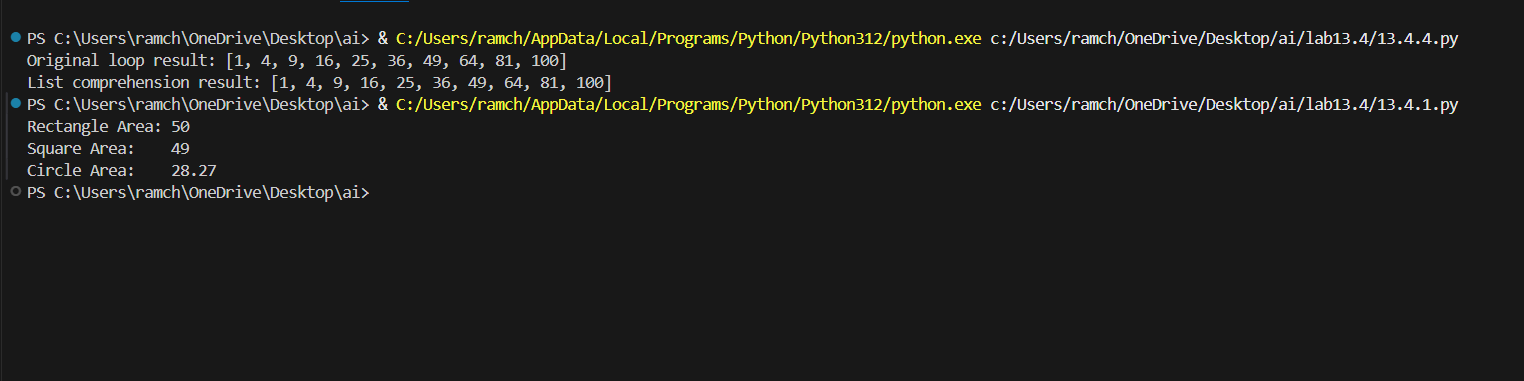 PS C:\Users\ramch\OneDrive\Desktop\ai> & C:/Users/ramch/AppData/Local/Programs/Python/Python312/python.exe c:/Users/ramch/OneDrive/Desktop/ai/lab13.4/13.4.4.py
Original loop result: [1, 4, 9, 16, 25, 36, 49, 64, 81, 100]
List comprehension result: [1, 4, 9, 16, 25, 36, 49, 64, 81, 100]
PS C:\Users\ramch\OneDrive\Desktop\ai> & C:/Users/ramch/AppData/Local/Programs/Python/Python312/python.exe c:/Users/ramch/OneDrive/Desktop/ai/lab13.4/13.4.1.py
Rectangle Area: 50
Square Area:    49
Circle Area:    28.27
PS C:\Users\ramch\OneDrive\Desktop\ai>